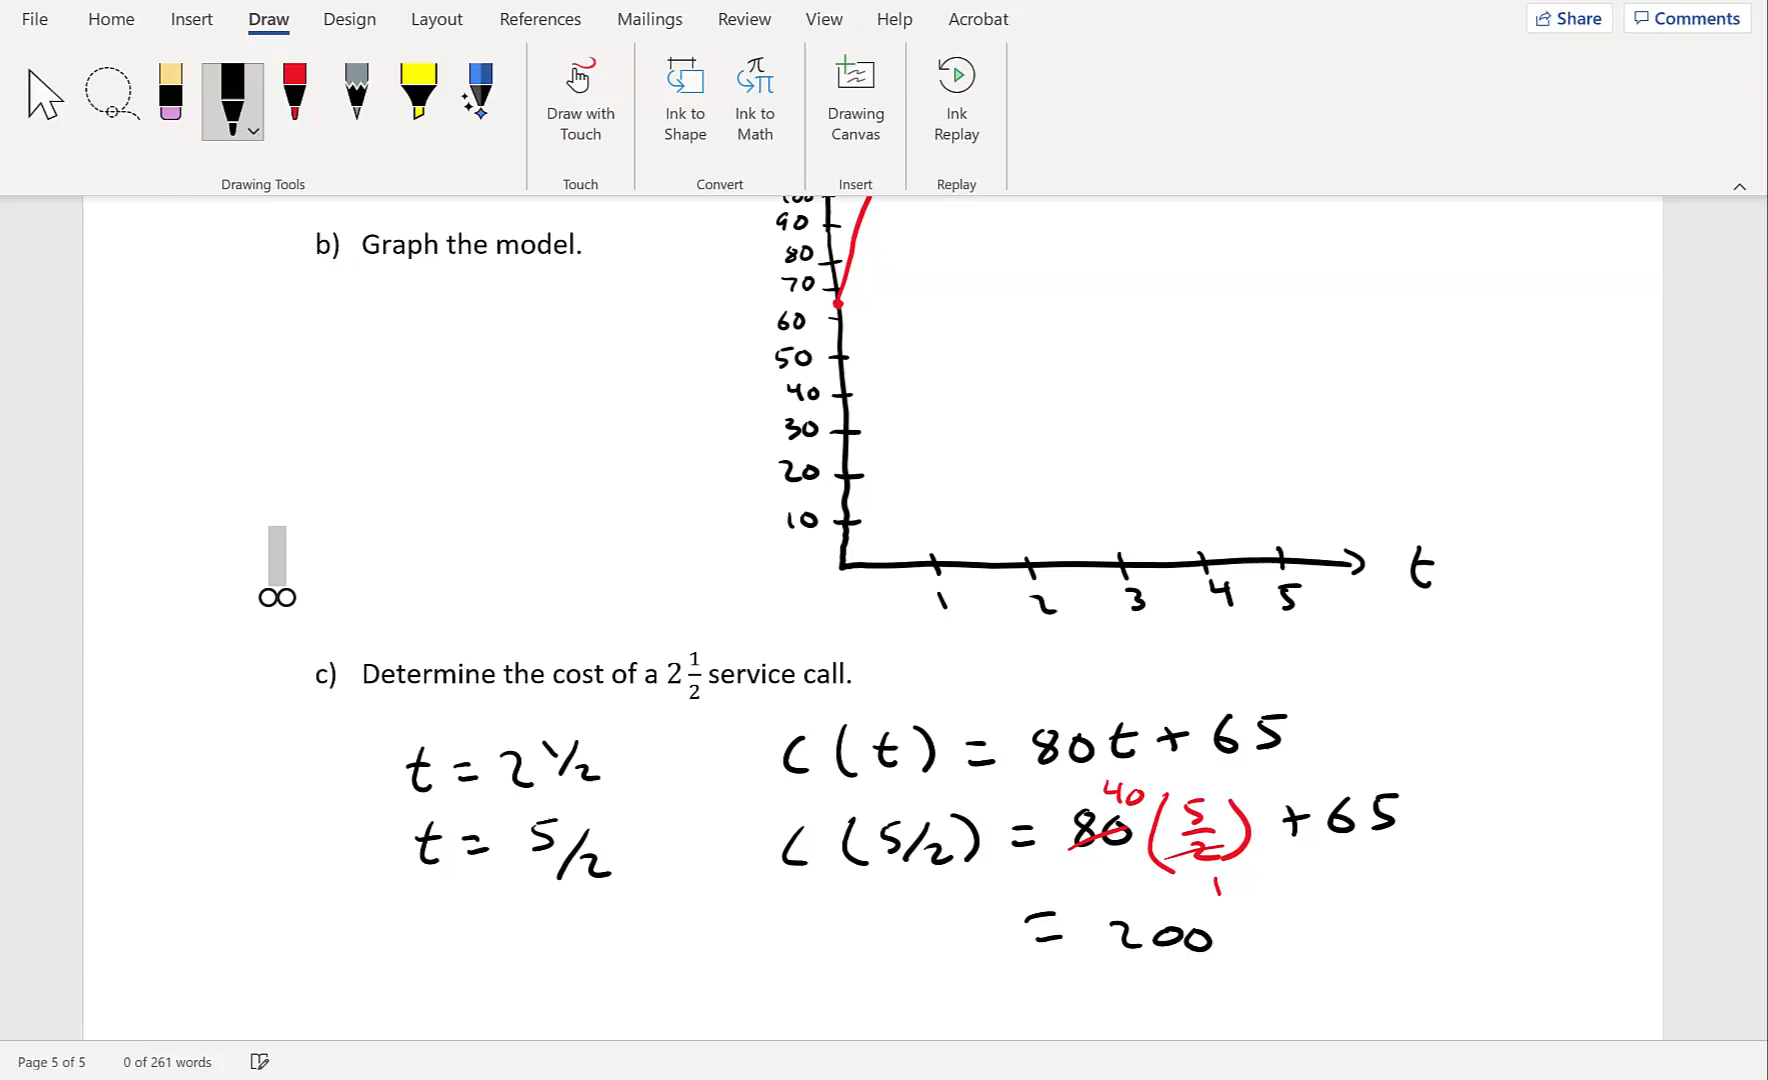 File Home Insert Draw Design Layout References Mailings Review View Help Acrobat Share Comments
Draw with Touch
Ink to Shape
Ink to Math
Drawing Canvas
Ink Replay
Drawing Tools Touch Convert Insert Replay
100
90
b) Graph the model.
80
70
60
50
40
30
20
10
t
1 2 3 4 5
∞
c) Determine the cost of a 2 1/2 service call.
t = 2 1/2
t = 5/2
C(t) = 80t + 65
40
C(5/2) = 80 (5/2) + 65
1
= 200
Page 5 of 5 0 of 261 words